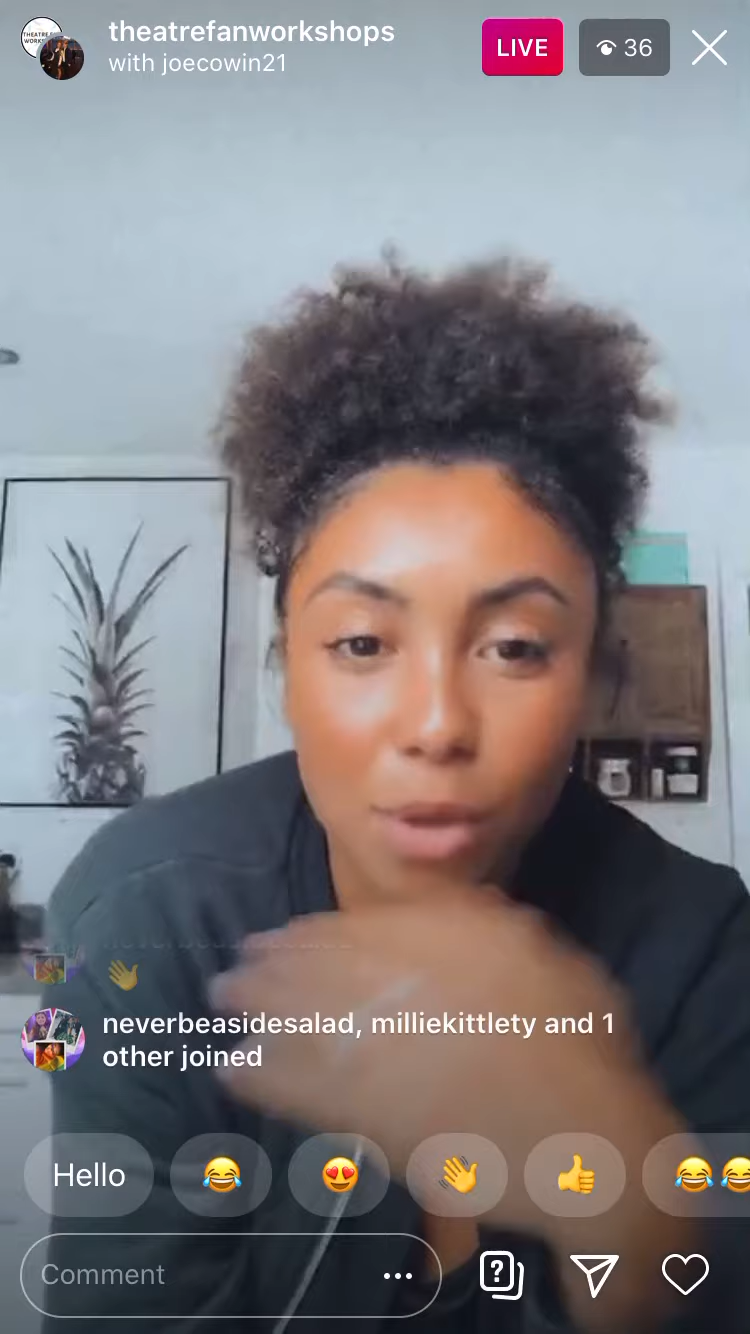 theatrefanworkshops
with joecowin21
LIVE
36
neverbeasidesalad, milliekittlety and 1
other joined
Hello
Comment